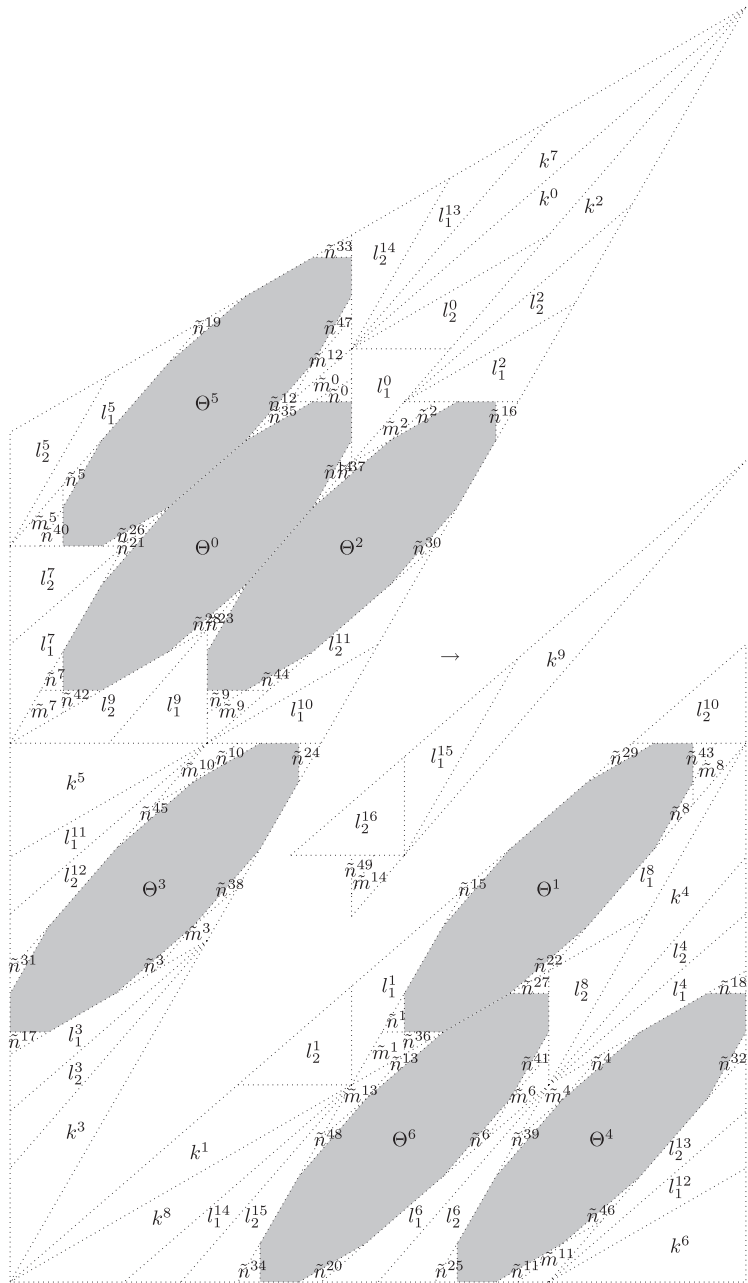 k^7
k^0
k^2
l_1^{13}
ñ^{33} l_2^{14}
l_2^0 l_2^2
ñ^{19} ñ^{47}
m̃^{12}
l_1^2
m̃^0 l_1^0
ñ^0
Θ^5 ñ^{12}
l_1^5 ñ^{35} ñ^2 ñ^{16}
m̃^2
l_2^5
ñ^{14} ñ^{37}
ñ^5
m̃^5
ñ^{40} ñ^{26}
ñ^{21} Θ^0 Θ^2 ñ^{30}
l_2^7
ñ^{28} ñ^{23}
l_1^7 l_2^{11}
→ k^9
ñ^7 ñ^{44}
ñ^{42} l_2^9 l_1^9 ñ^9
m̃^7 m̃^9 l_1^{10} l_2^{10}
ñ^{10} ñ^{24} l_1^{15} ñ^{29} ñ^{43}
m̃^{10} m̃^8
k^5
ñ^{45} ñ^8
l_2^{16}
l_1^{11}
ñ^{49}
l_2^{12} m̃^{14} l_1^8
Θ^3 ñ^{38} ñ^{15} Θ^1
k^4
m̃^3
l_2^4
ñ^{31} ñ^3 ñ^{22}
l_1^1 ñ^{27} l_2^8 l_1^4 ñ^{18}
ñ^1
ñ^{17} l_1^3 ñ^{36}
l_2^1 m̃^1
ñ^{13} ñ^{41} ñ^4 ñ^{32}
l_2^3
m̃^{13} m̃^6 m̃^4
k^3 ñ^{48} Θ^6 ñ^6 ñ^{39} Θ^4
k^1 l_2^{13}
l_1^{12}
k^8 l_1^{14} l_2^{15} l_1^6 l_2^6 ñ^{46}
k^6
m̃^{11}
ñ^{34} ñ^{20} ñ^{25} ñ^{11}